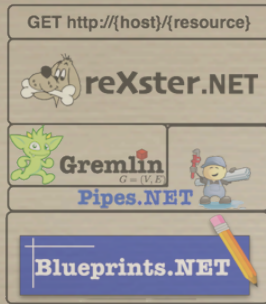 GET http://{host}/{resource}
reXster.NET
Gremlin
G = (V, E)
Pipes.NET
Blueprints.NET